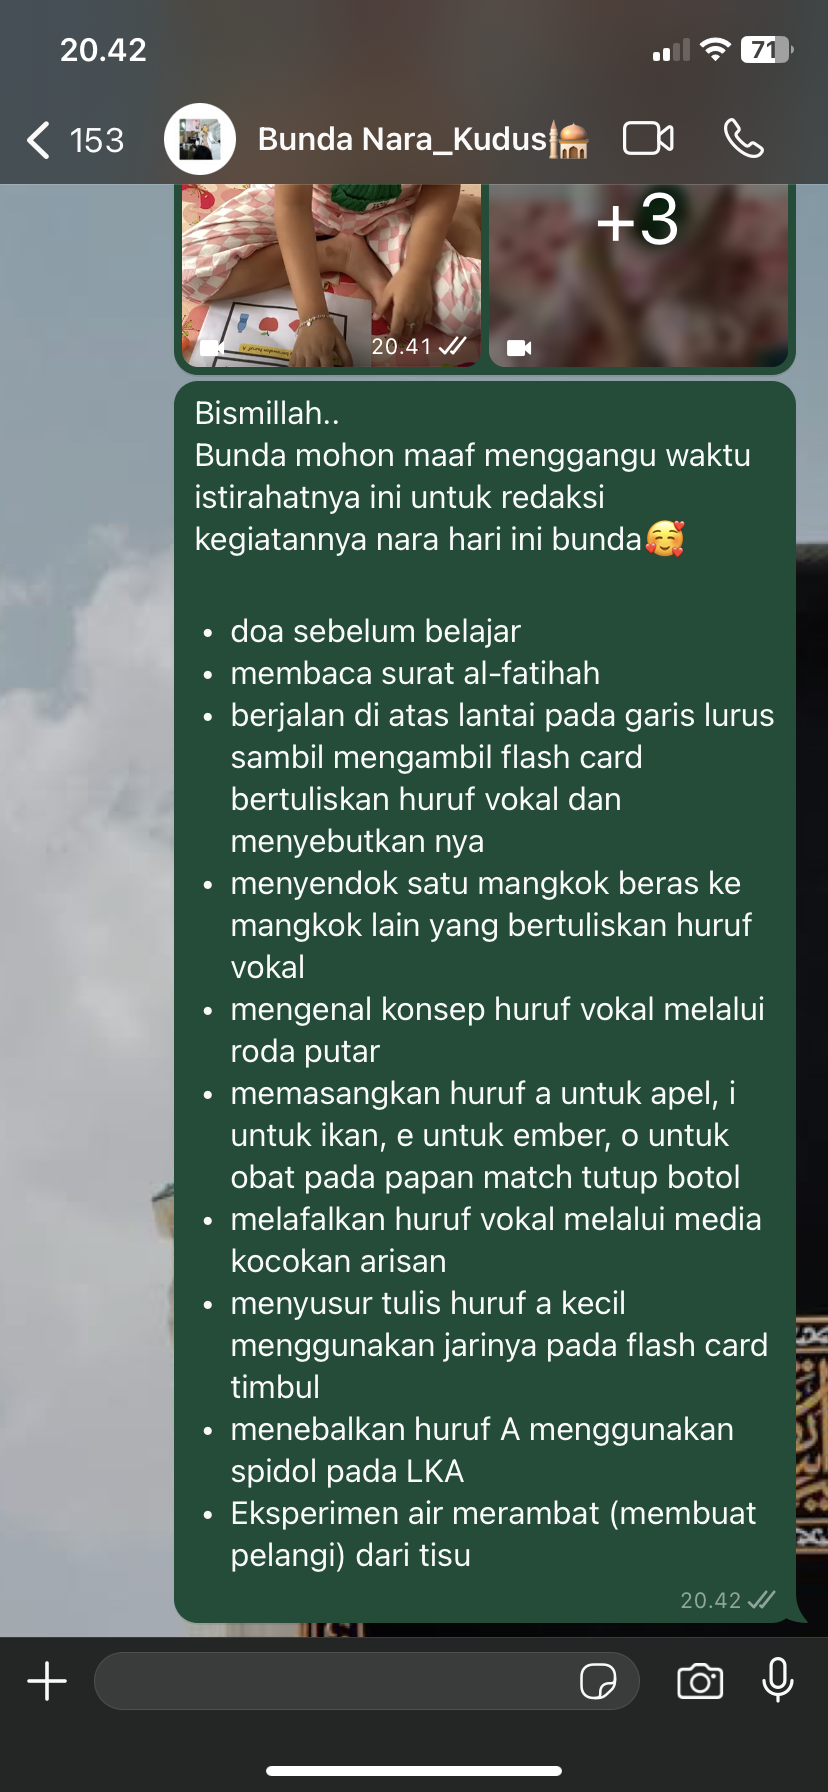 20.42
71
153
Bunda Nara_Kudus🕌
+3
20.41
Bismillah..
Bunda mohon maaf menggangu waktu
istirahatnya ini untuk redaksi
kegiatannya nara hari ini bunda🥰
• doa sebelum belajar
• membaca surat al-fatihah
• berjalan di atas lantai pada garis lurus
sambil mengambil flash card
bertuliskan huruf vokal dan
menyebutkan nya
• menyendok satu mangkok beras ke
mangkok lain yang bertuliskan huruf
vokal
• mengenal konsep huruf vokal melalui
roda putar
• memasangkan huruf a untuk apel, i
untuk ikan, e untuk ember, o untuk
obat pada papan match tutup botol
• melafalkan huruf vokal melalui media
kocokan arisan
• menyusur tulis huruf a kecil
menggunakan jarinya pada flash card
timbul
• menebalkan huruf A menggunakan
spidol pada LKA
• Eksperimen air merambat (membuat
pelangi) dari tisu
20.42